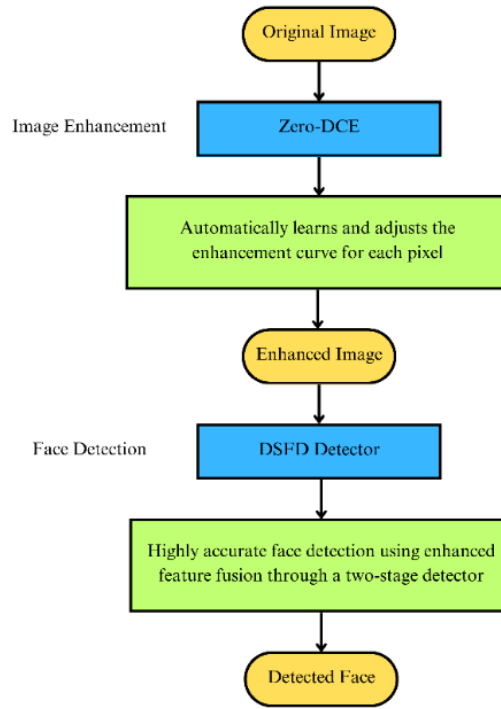 Original Image
Image Enhancement
Zero-DCE
Automatically learns and adjusts the
enhancement curve for each pixel
Enhanced Image
Face Detection
DSFD Detector
Highly accurate face detection using enhanced
feature fusion through a two-stage detector
Detected Face